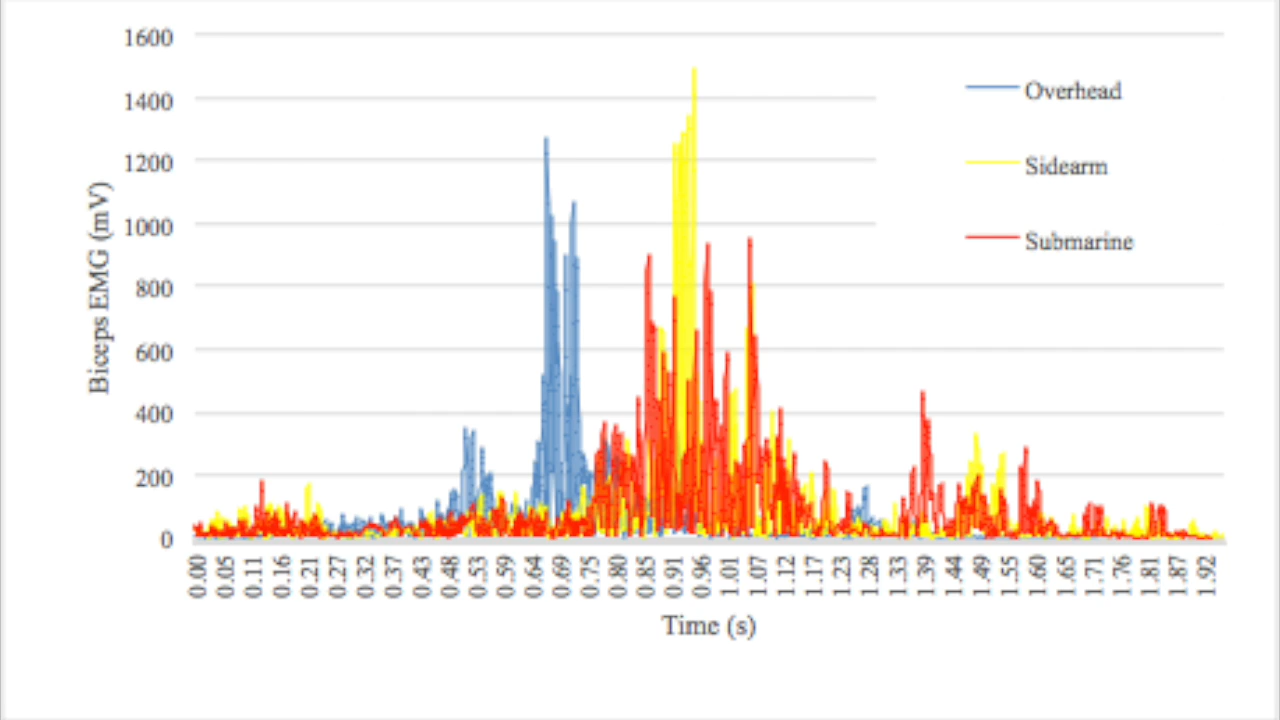 1600
1400
1200
1000
800
600
400
200
0
Biceps EMG (mV)
Overhead
Sidearm
Submarine
0.00 0.05 0.11 0.16 0.21 0.27 0.32 0.37 0.43 0.48 0.53 0.59 0.64 0.69 0.75 0.80 0.85 0.91 0.96 1.01 1.07 1.12 1.17 1.23 1.28 1.33 1.39 1.44 1.49 1.55 1.60 1.65 1.71 1.76 1.81 1.87 1.92
Time (s)